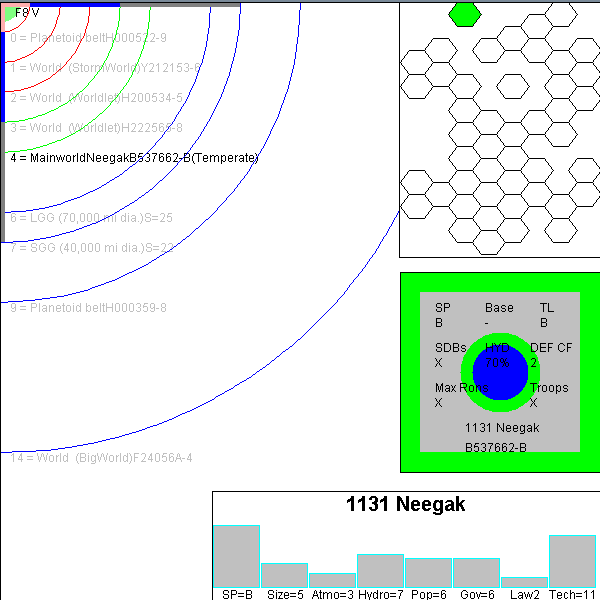 F8 V
0 = Planetoid beltH000522-9
1 = World  (StormWorld)Y212153-6
2 = World  (Worldlet)H200534-5
3 = World  (Worldlet)H222565-8
4 = MainworldNeegakB537662-B(Temperate)
6 = LGG (70,000 mi dia.)S=25
7 = SGG (40,000 mi dia.)S=22
9 = Planetoid beltH000359-8
14 = World  (BigWorld)F24056A-4
SP Base TL
B - B
SDBs HYD DEF CF
X 70% 2
Max Rons Troops
X X
1131 Neegak
B537662-B
1131 Neegak
SP=B Size=5 Atmo=3 Hydro=7 Pop=6 Gov=6 Law2 Tech=11